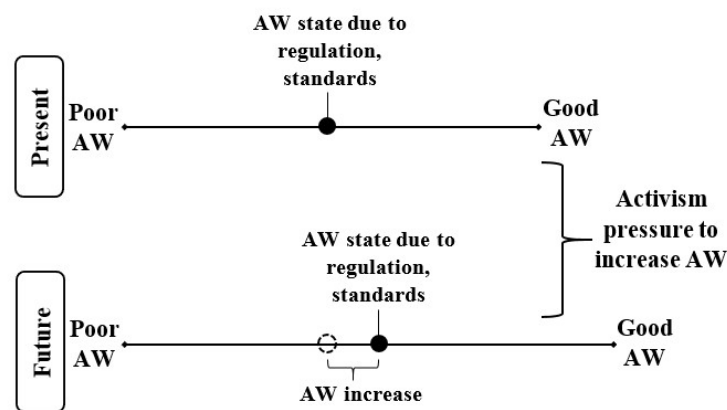 AW state due to
regulation,
standards
Present
Poor
AW
Good
AW
Activism
pressure to
increase AW
AW state due to
regulation,
standards
Future
Poor
AW
Good
AW
AW increase